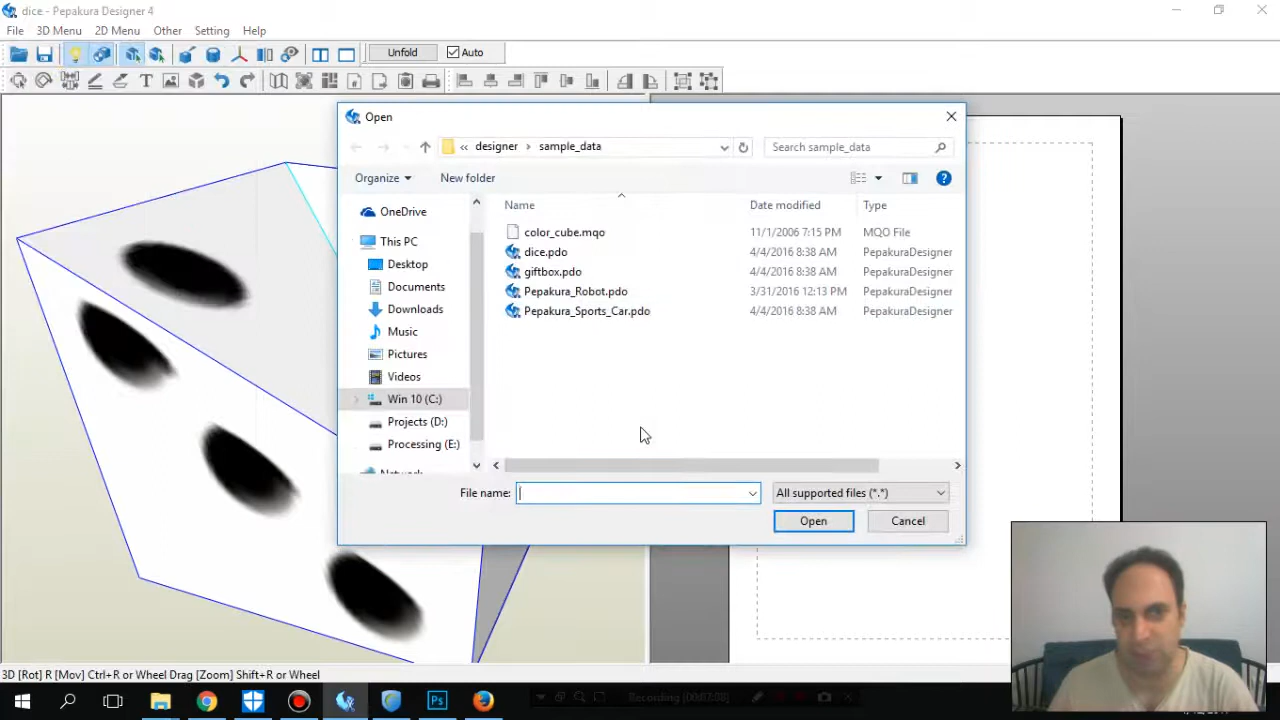 dice - Pepakura Designer 4
File 3D Menu 2D Menu Other Setting Help
Unfold Auto
Open
« designer › sample_data
Search sample_data
Organize New folder
Name Date modified Type
OneDrive
This PC
Desktop
Documents
Downloads
Music
Pictures
Videos
Win 10 (C:)
Projects (D:)
Processing (E:)
Network
color_cube.mqo 11/1/2006 7:15 PM MQO File
dice.pdo 4/4/2016 8:38 AM PepakuraDesigner
giftbox.pdo 4/4/2016 8:38 AM PepakuraDesigner
Pepakura_Robot.pdo 3/31/2016 12:13 PM PepakuraDesigner
Pepakura_Sports_Car.pdo 4/4/2016 8:38 AM PepakuraDesigner
File name: All supported files (*.*)
Open Cancel
3D [Rot] R [Mov] Ctrl+R or Wheel Drag [Zoom] Shift+R or Wheel
Recording [00:07:08]